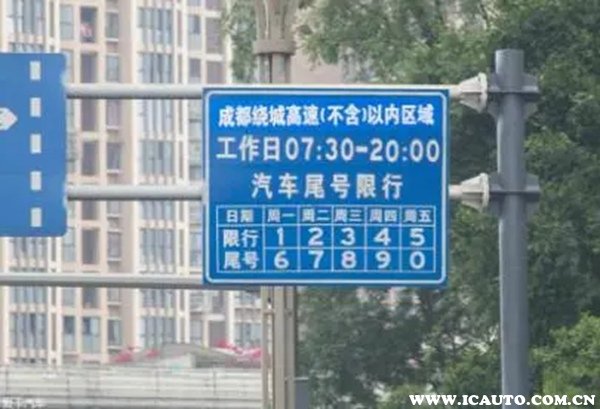 成都绕城高速(不含)以内区域
工作日07:30-20:00
汽车尾号限行
日期 周一 周二 周三 周四 周五
限行 1 2 3 4 5
尾号 6 7 8 9 0
WWW.ICAUTO.COM.CN